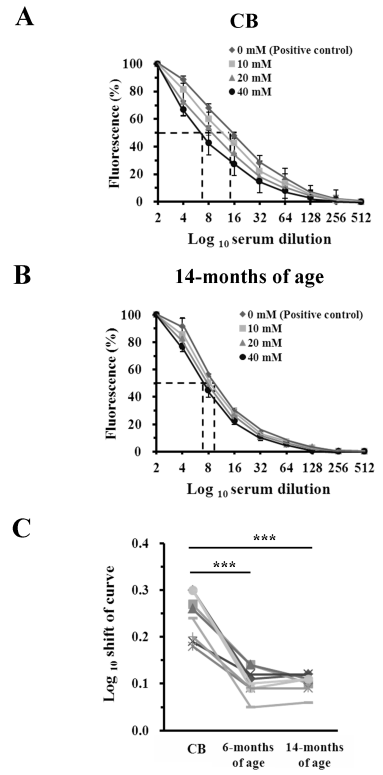 A
CB
0 mM (Positive control)
10 mM
20 mM
40 mM
Fluorescence (%)
100
80
60
40
20
0
2 4 8 16 32 64 128 256 512
Log 10 serum dilution
B
14-months of age
0 mM (Positive control)
10 mM
20 mM
40 mM
Fluorescence (%)
100
80
60
40
20
0
2 4 8 16 32 64 128 256 512
Log 10 serum dilution
C
***
***
Log 10 shift of curve
0.4
0.3
0.2
0.1
0.0
CB 6-months of age 14-months of age